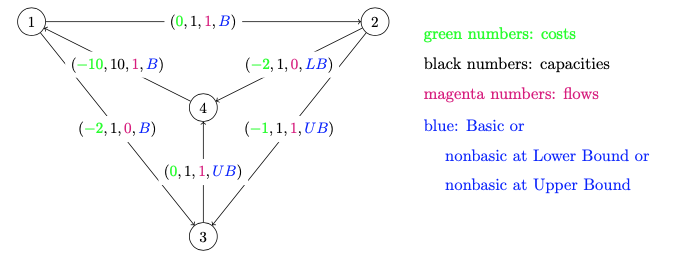 1 (0,1,1,B) 2
green numbers: costs
(−10,10,1,B) (−2,1,0,LB) black numbers: capacities
magenta numbers: flows
4
(−2,1,0,B) (−1,1,1,UB) blue: Basic or
nonbasic at Lower Bound or
(0,1,1,UB)
nonbasic at Upper Bound
3